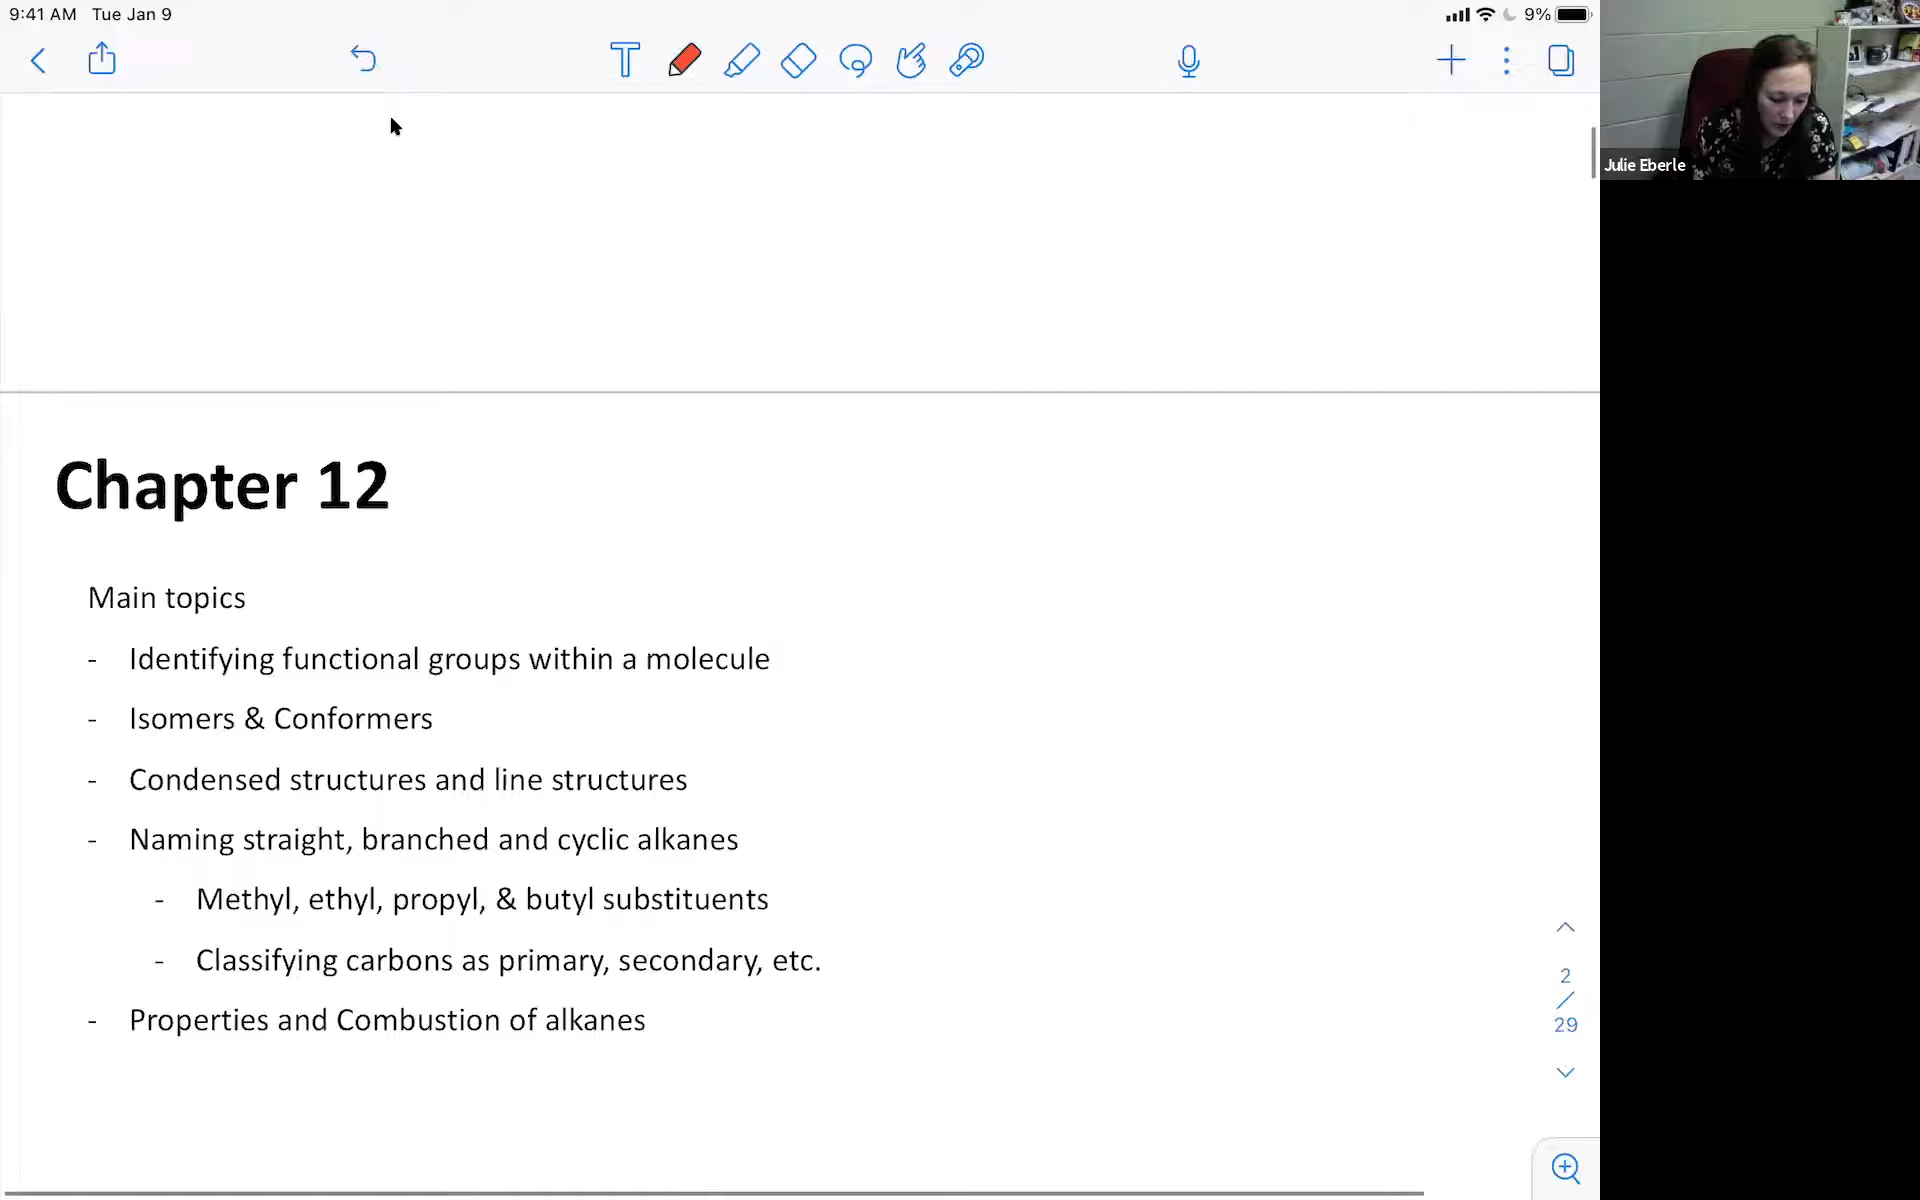 9:41 AM Tue Jan 9
9%
Julie Eberle
Chapter 12
Main topics
- Identifying functional groups within a molecule
- Isomers & Conformers
- Condensed structures and line structures
- Naming straight, branched and cyclic alkanes
- Methyl, ethyl, propyl, & butyl substituents
- Classifying carbons as primary, secondary, etc.
- Properties and Combustion of alkanes
2
/
29